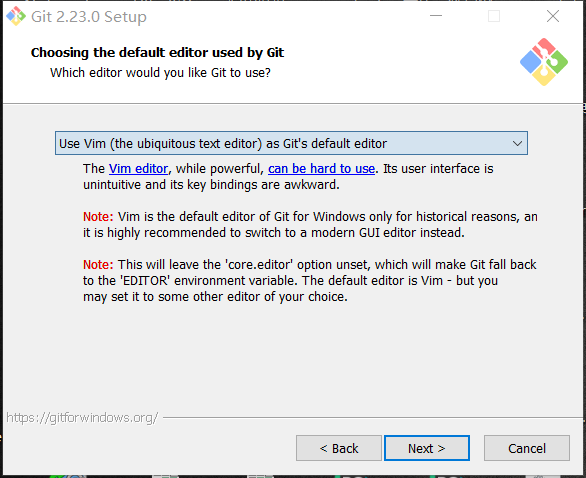 Git 2.23.0 Setup
Choosing the default editor used by Git
Which editor would you like Git to use?
Use Vim (the ubiquitous text editor) as Git's default editor
The Vim editor, while powerful, can be hard to use. Its user interface is
unintuitive and its key bindings are awkward.
Note: Vim is the default editor of Git for Windows only for historical reasons, an
it is highly recommended to switch to a modern GUI editor instead.
Note: This will leave the 'core.editor' option unset, which will make Git fall back
to the 'EDITOR' environment variable. The default editor is Vim - but you
may set it to some other editor of your choice.
https://gitforwindows.org/
< Back
Next >
Cancel